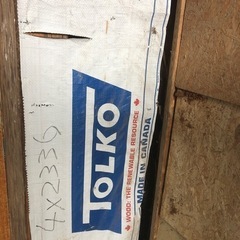 TOLKO
WOOD: THE RENEWABLE RESOURCE
MADE IN CANADA
4X2336